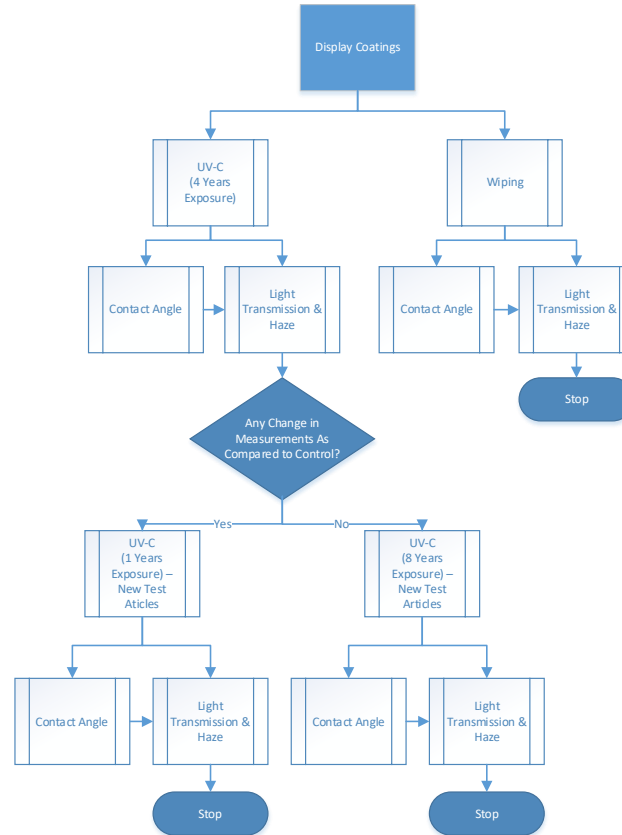 Display Coatings
UV-C
(4 Years
Exposure)
Wiping
Contact Angle
Light
Transmission &
Haze
Contact Angle
Light
Transmission &
Haze
Stop
Any Change in
Measurements As
Compared to Control?
Yes
No
UV-C
(1 Years
Exposure) –
New Test
Aticles
UV-C
(8 Years
Exposure) –
New Test
Articles
Contact Angle
Light
Transmission &
Haze
Contact Angle
Light
Transmission &
Haze
Stop
Stop